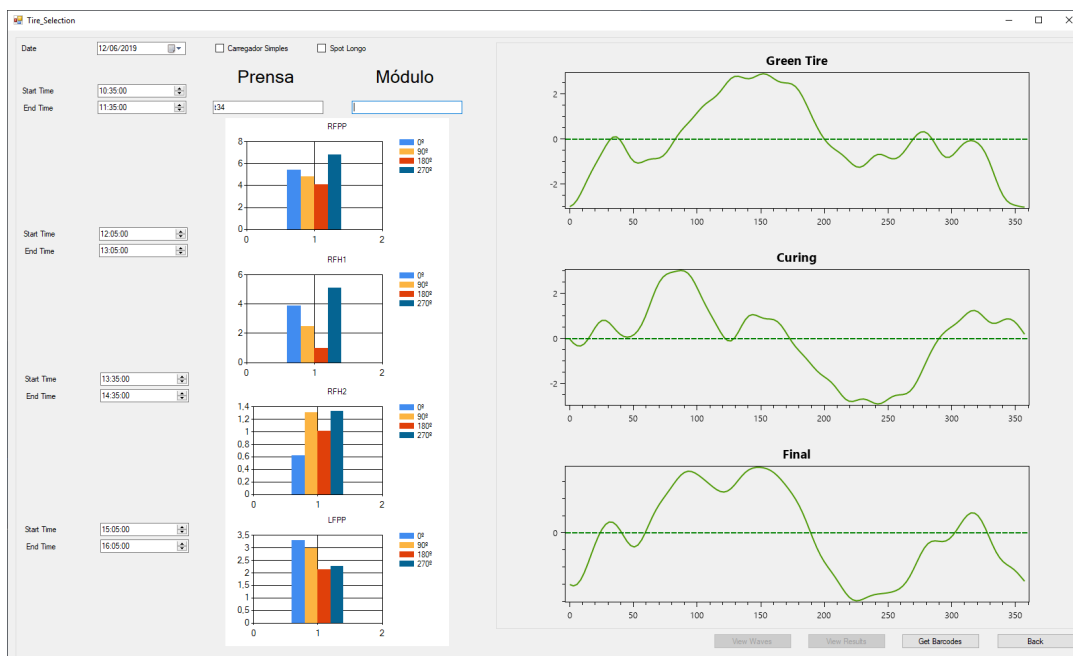 Tire_Selection
Date 12/06/2019 Carregador Simples Spot Longo
Prensa Módulo
Start Time 10:35:00
End Time 11:35:00 t34
RFPP
8
6
4
2
0
0 1 2
0º
90º
180º
270º
Start Time 12:05:00
End Time 13:05:00
RFH1
6
4
2
0
0 1 2
0º
90º
180º
270º
Start Time 13:35:00
End Time 14:35:00
RFH2
1,4
1,2
1
0,8
0,6
0,4
0,2
0
0 1 2
0º
90º
180º
270º
Start Time 15:05:00
End Time 16:05:00
LFPP
3,5
3
2,5
2
1,5
1
0,5
0
0 1 2
0º
90º
180º
270º
Green Tire
2
0
-2
0 50 100 150 200 250 300 350
Curing
2
0
-2
0 50 100 150 200 250 300 350
Final
0
0 50 100 150 200 250 300 350
View Waves View Results Get Barcodes Back